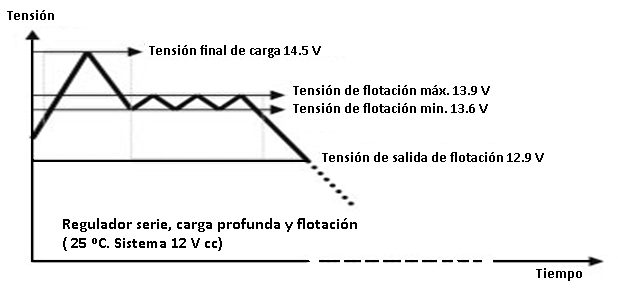 Tensión
Tensión final de carga 14.5 V
Tensión de flotación máx. 13.9 V
Tensión de flotación min. 13.6 V
Tensión de salida de flotación 12.9 V
Regulador serie, carga profunda y flotación
( 25 ºC. Sistema 12 V cc)
Tiempo